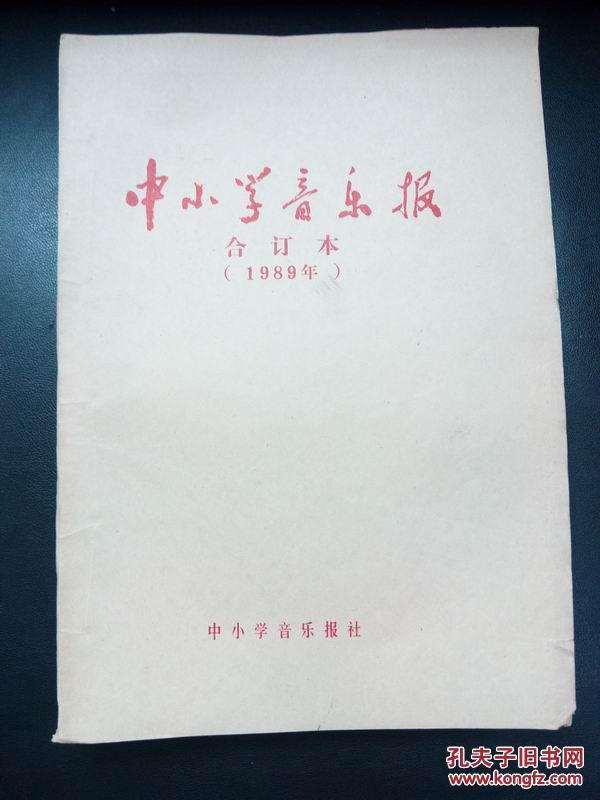 中小学音乐报
合订本
（1989年）
中小学音乐报社
孔夫子旧书网
www.kongfz.com